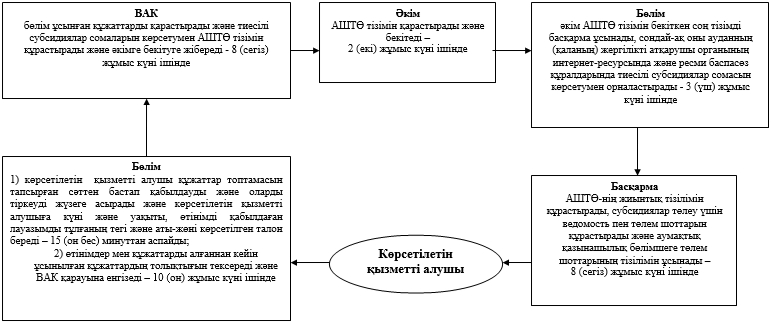 ВАК
бөлім ұсынған құжаттарды қарастырады және тиесілі
субсидиялар сомаларын көрсетумен АШТӨ тізімін
құрастырады және әкімге бекітуге жібереді - 8 (сегіз)
жұмыс күні ішінде
Әкім
АШТӨ тізімін қарастырады және
бекітеді –
2 (екі) жұмыс күні ішінде
Бөлім
әкім АШТӨ тізімін бекіткен соң тізімді
басқарма ұсынады, сондай-ақ оны ауданның
(қаланың) жергілікті атқарушы органының
интернет-ресурсында және ресми баспасөз
құралдарында тиесілі субсидиялар сомасын
көрсетумен орналастырады - 3 (үш) жұмыс
күні ішінде
Бөлім
1) көрсетілетін қызметті алушы құжаттар топтамасын
тапсырған сәттен бастап қабылдауды және оларды
тіркеуді жүзеге асырады және көрсетілетін қызметті
алушыға күні және уақыты, өтінімді қабылдаған
лауазымды тұлғаның тегі және аты-жөні көрсетілген талон
береді – 15 (он бес) минуттан аспайды;
2) өтінімдер мен құжаттарды алғаннан кейін
ұсынылған құжаттардың толықтығын тексереді және
ВАК қарауына енгізеді – 10 (он) жұмыс күні ішінде
Көрсетілетін
қызметті алушы
Басқарма
АШТӨ-нің жиынтық тізілімін
құрастырады, субсидиялар төлеу үшін
ведомость пен төлем шоттарын
құрастырады және аумақтық
қазынашылық бөлімшеге төлем
шоттарының тізілімін ұсынады –
8 (сегіз) жұмыс күні ішінде